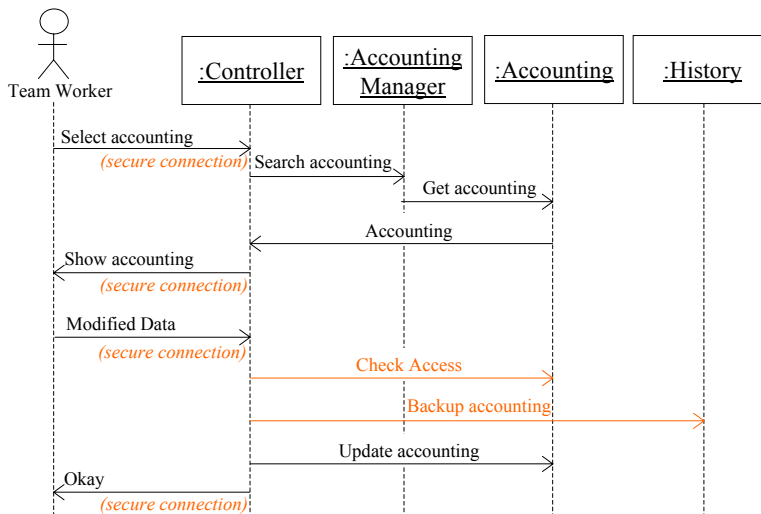 Team Worker
:Controller
:Accounting
Manager
:Accounting
:History
Select accounting
(secure connection)
Search accounting
Get accounting
Accounting
Show accounting
(secure connection)
Modified Data
(secure connection)
Check Access
Backup accounting
Update accounting
Okay
(secure connection)